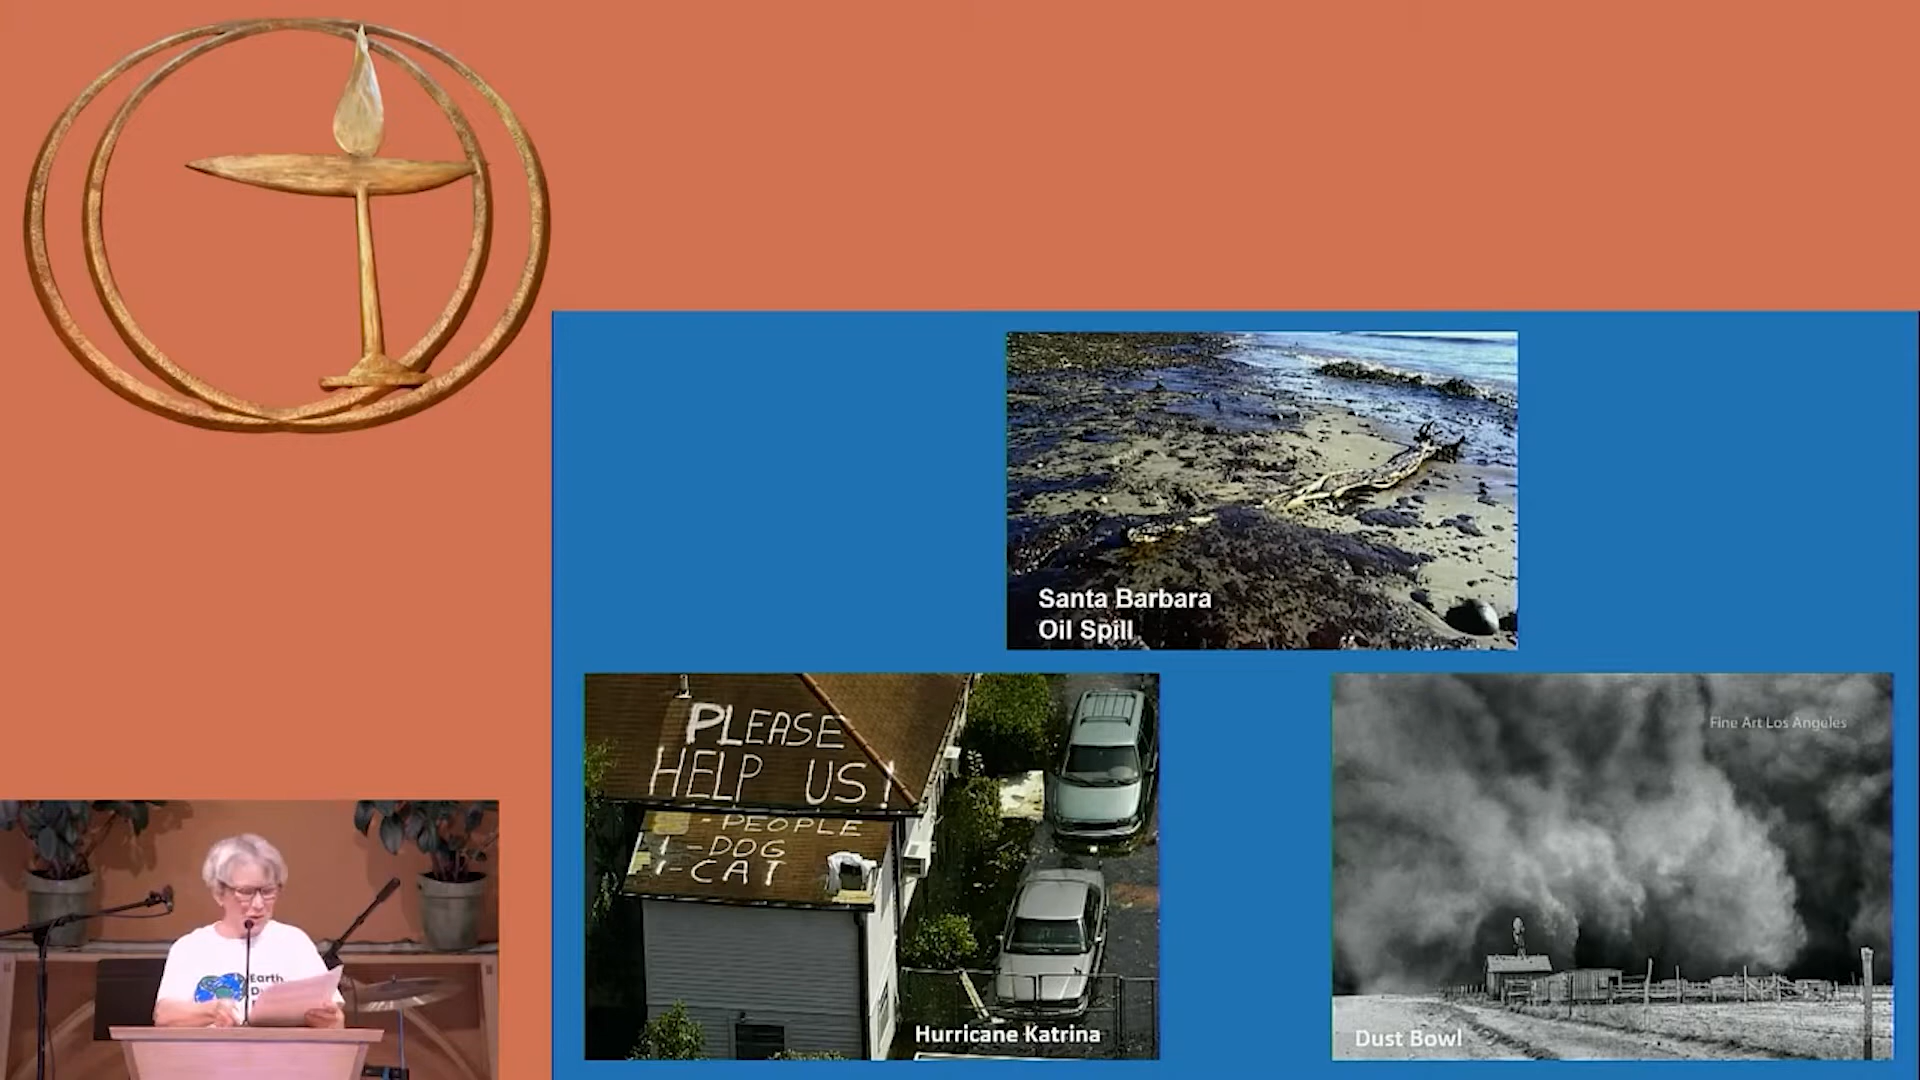 Santa Barbara
Oil Spill
PLEASE
HELP US!
- PEOPLE
1 - DOG
1 - CAT
Hurricane Katrina
Fine Art Los Angeles
Dust Bowl
Earth